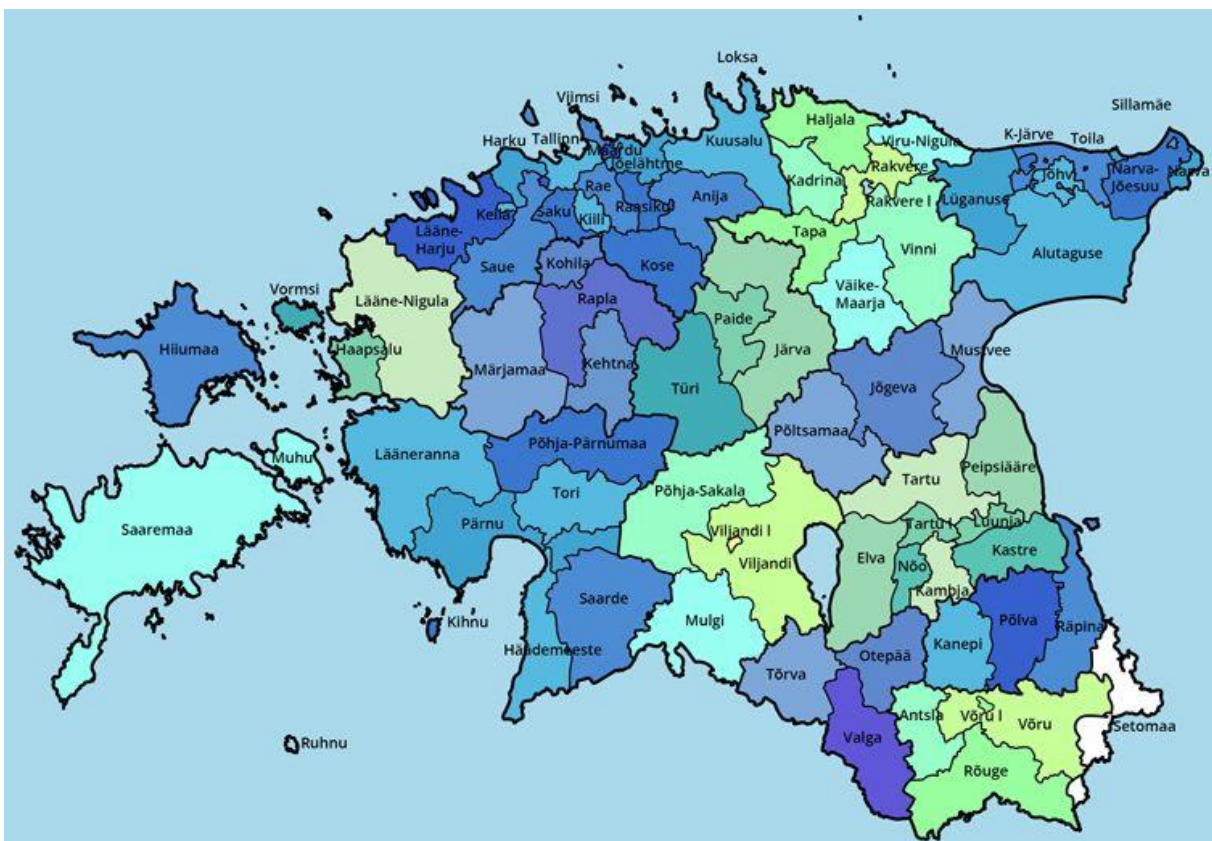 Loksa
Viimsi
Sillamäe
Harku
Tallinn
Maardu
Jõelähtme
Kuusalu
Haljala
Viru-Nigula
K-Järve
Toila
Rakvere
Kadrina
Rakvere l
Lüganuse
Jõhvi
Narva-
Jõesuu
Narva
Keila
Lääne-
Harju
Saku
Rae
Kiili
Raasiku
Anija
Tapa
Vinni
Alutaguse
Saue
Kohila
Kose
Väike-
Maarja
Vormsi
Lääne-Nigula
Rapla
Paide
Hiiumaa
Haapsalu
Märjamaa
Kehtna
Türi
Järva
Mustvee
Jõgeva
Põltsamaa
Põhja-Pärnumaa
Lääneranna
Muhu
Põhja-Sakala
Tartu
Peipsiääre
Saaremaa
Tori
Pärnu
Viljandi l
Viljandi
Tartu l
Luunja
Elva
Nõo
Kastre
Kambja
Saarde
Kihnu
Mulgi
Põlva
Räpina
Häädemeeste
Tõrva
Otepää
Kanepi
Antsla
Võru l
Võru
Setomaa
Valga
Ruhnu
Rõuge